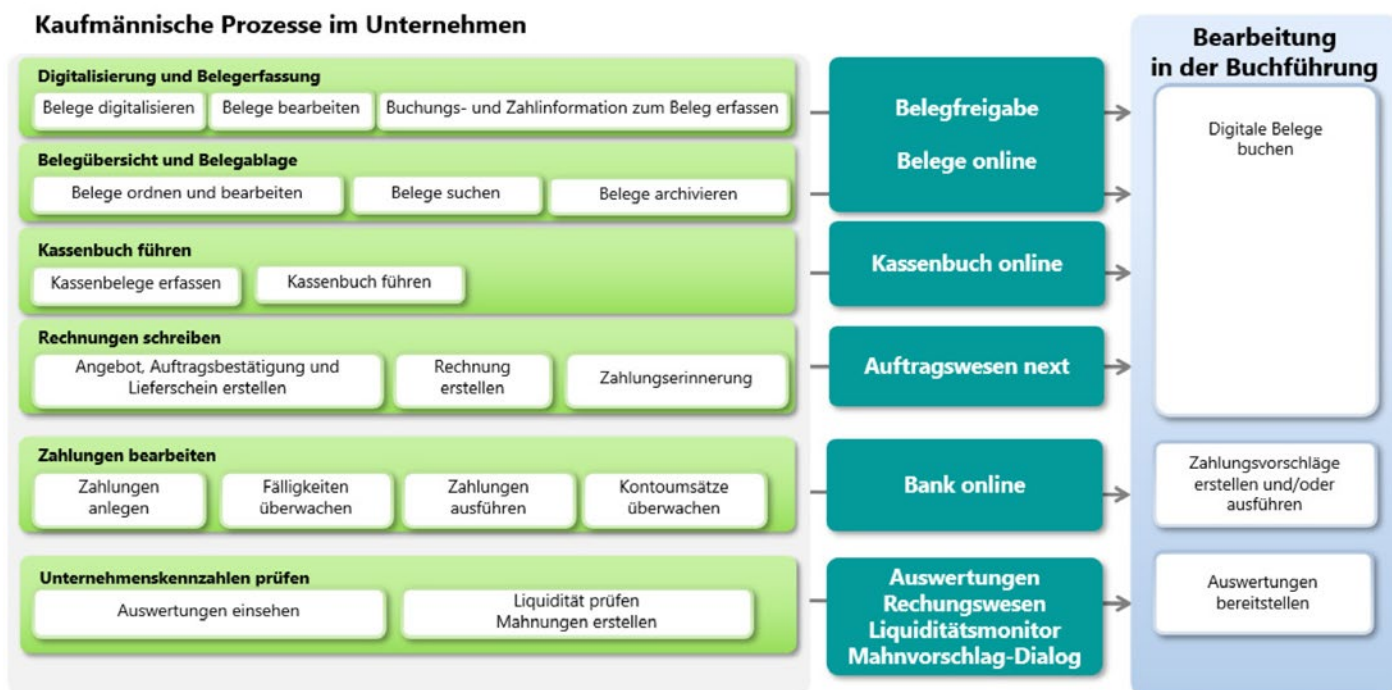 Kaufmännische Prozesse im Unternehmen
Digitalisierung und Belegerfassung
Belege digitalisieren
Belege bearbeiten
Buchungs- und Zahlinformation zum Beleg erfassen
Belegübersicht und Belegablage
Belege ordnen und bearbeiten
Belege suchen
Belege archivieren
Kassenbuch führen
Kassenbelege erfassen
Kassenbuch führen
Rechnungen schreiben
Angebot, Auftragsbestätigung und
Lieferschein erstellen
Rechnung
erstellen
Zahlungserinnerung
Zahlungen bearbeiten
Zahlungen
anlegen
Fälligkeiten
überwachen
Zahlungen
ausführen
Kontoumsätze
überwachen
Unternehmenskennzahlen prüfen
Auswertungen einsehen
Liquidität prüfen
Mahnungen erstellen
Belegfreigabe
Belege online
Kassenbuch online
Auftragswesen next
Bank online
Auswertungen
Rechungswesen
Liquiditätsmonitor
Mahnvorschlag-Dialog
Bearbeitung
in der Buchführung
Digitale Belege
buchen
Zahlungsvorschläge
erstellen und/oder
ausführen
Auswertungen
bereitstellen